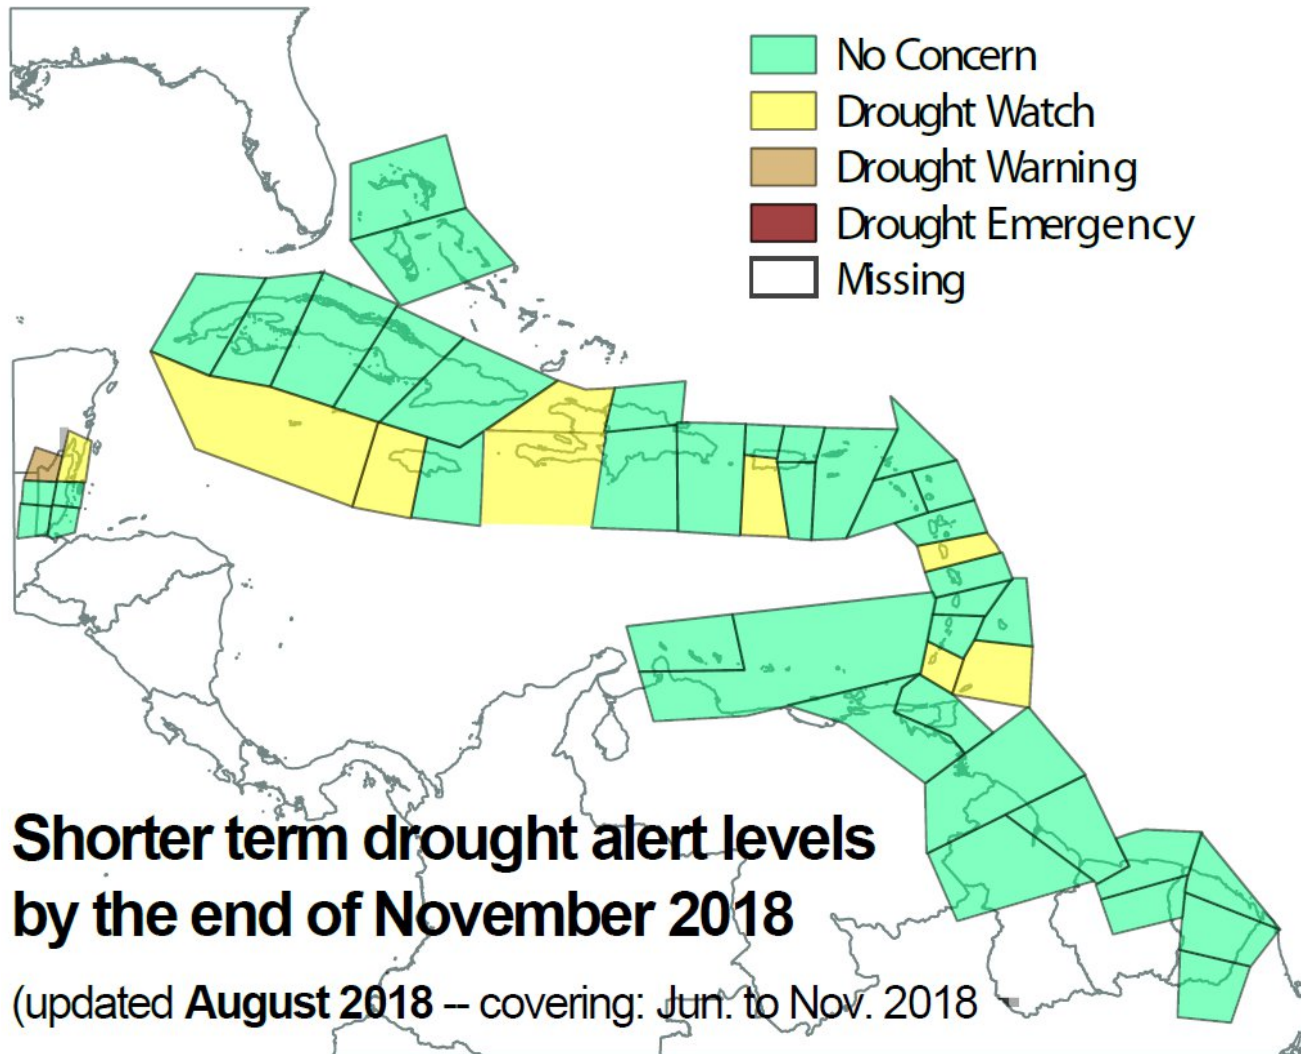 No Concern
Drought Watch
Drought Warning
Drought Emergency
Missing
Shorter term drought alert levels
by the end of November 2018
(updated August 2018 -- covering: Jun. to Nov. 2018